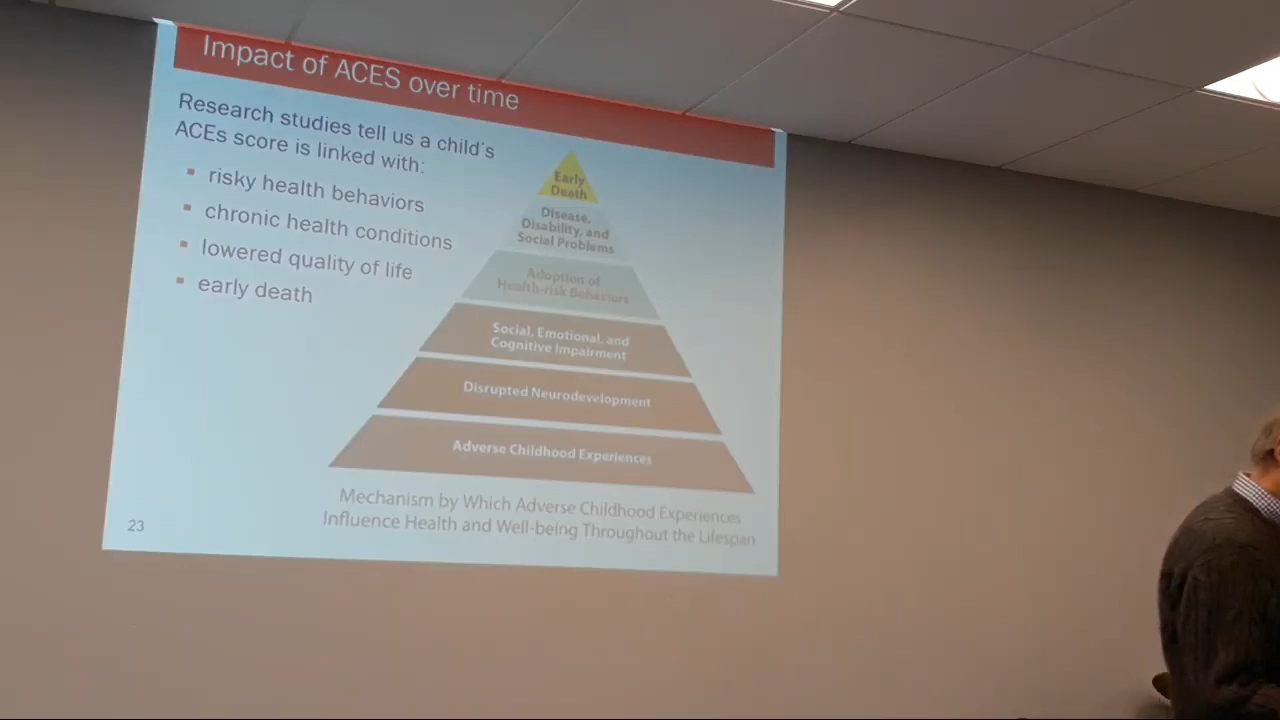 Impact of ACES over time
Research studies tell us a child's
ACEs score is linked with:
risky health behaviors
chronic health conditions
lowered quality of life
early death
Early
Death
Disease,
Disability, and
Social Problems
Adoption of
Health-risk Behaviors
Social, Emotional, and
Cognitive Impairment
Disrupted Neurodevelopment
Adverse Childhood Experiences
Mechanism by Which Adverse Childhood Experiences
Influence Health and Well-being Throughout the Lifespan
23